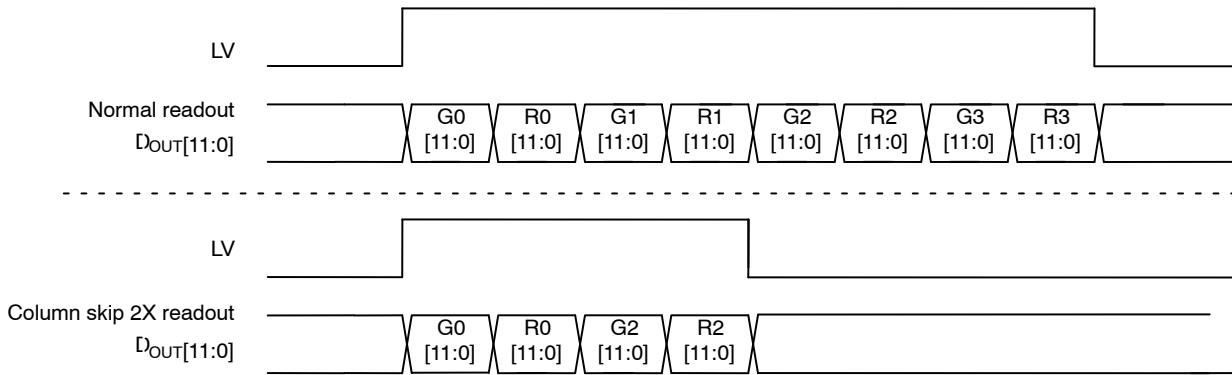 LV
Normal readout
DOUT[11:0]
G0 R0 G1 R1 G2 R2 G3 R3
[11:0] [11:0] [11:0] [11:0] [11:0] [11:0] [11:0] [11:0]
LV
Column skip 2X readout
DOUT[11:0]
G0 R0 G2 R2
[11:0] [11:0] [11:0] [11:0]